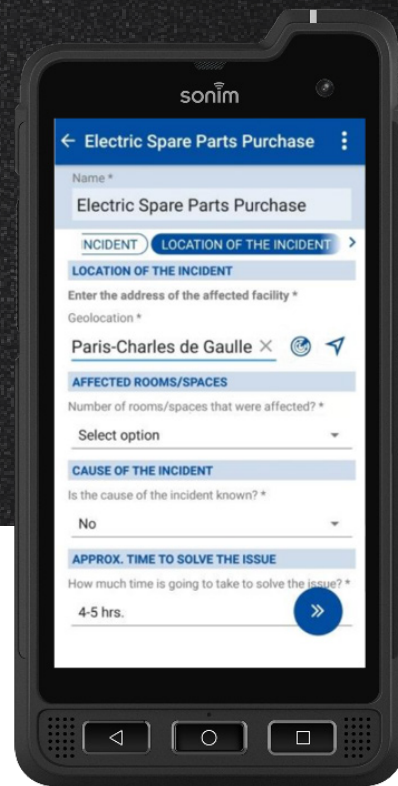 sonim
Electric Spare Parts Purchase
Name *
Electric Spare Parts Purchase
NCIDENT
LOCATION OF THE INCIDENT
LOCATION OF THE INCIDENT
Enter the address of the affected facility *
Geolocation *
Paris-Charles de Gaulle
AFFECTED ROOMS/SPACES
Number of rooms/spaces that were affected? *
Select option
CAUSE OF THE INCIDENT
Is the cause of the incident known? *
No
APPROX. TIME TO SOLVE THE ISSUE
How much time is going to take to solve the issue? *
4-5 hrs.